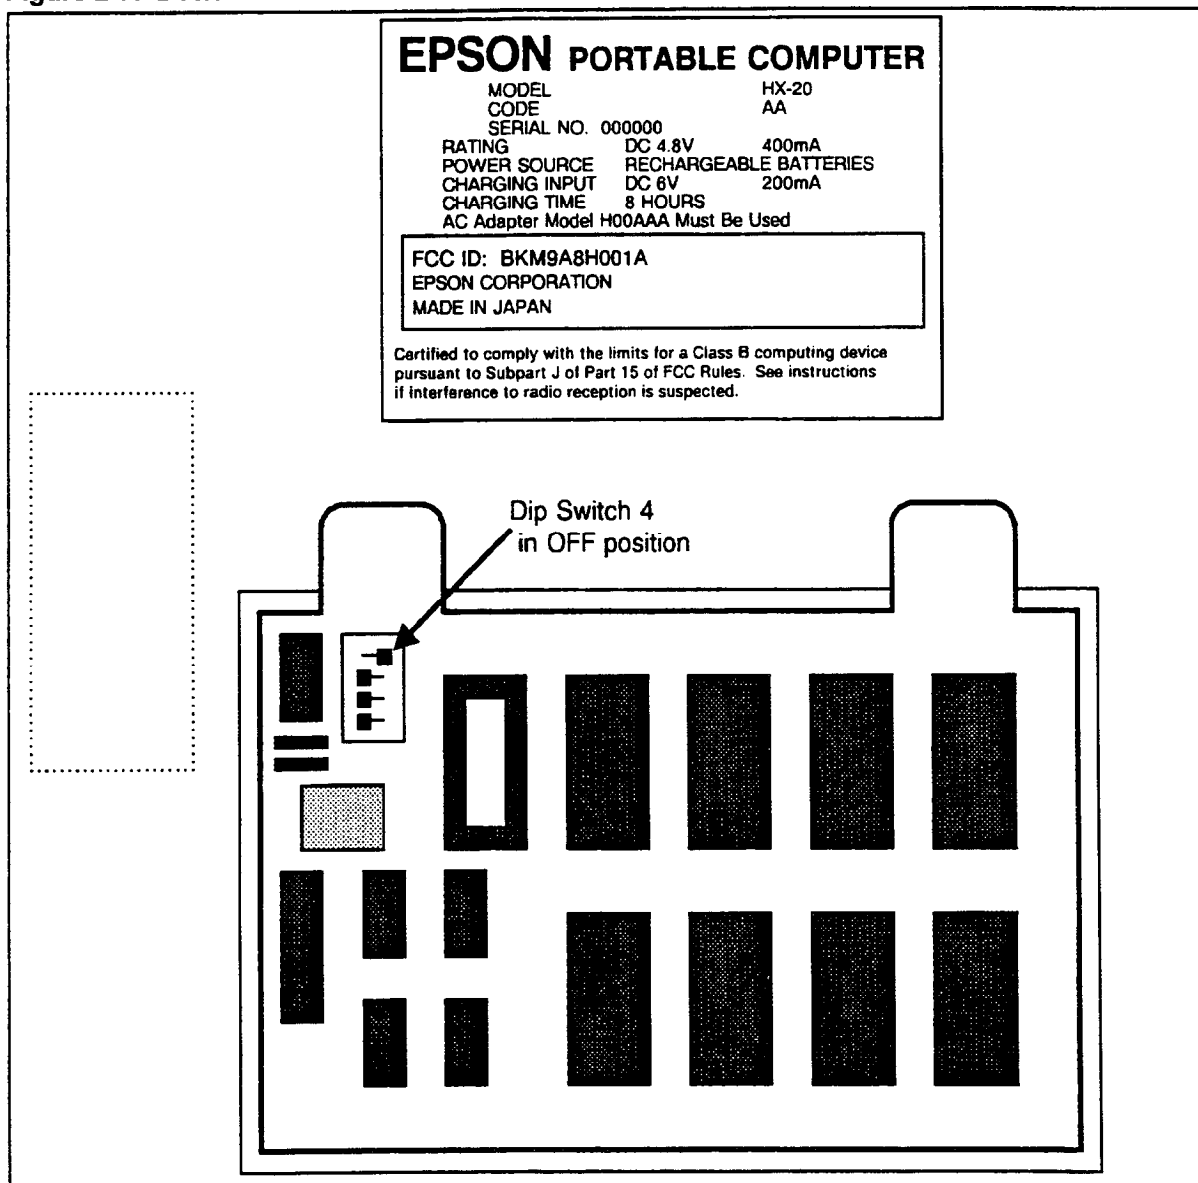 EPSON PORTABLE COMPUTER
MODEL HX-20
CODE AA
SERIAL NO. 000000
RATING DC 4.8V 400mA
POWER SOURCE RECHARGEABLE BATTERIES
CHARGING INPUT DC 6V 200mA
CHARGING TIME 8 HOURS
AC Adapter Model H00AAA Must Be Used
FCC ID: BKM9A8H001A
EPSON CORPORATION
MADE IN JAPAN
Certified to comply with the limits for a Class B computing device
pursuant to Subpart J of Part 15 of FCC Rules. See instructions
if interference to radio reception is suspected.
Dip Switch 4
in OFF position